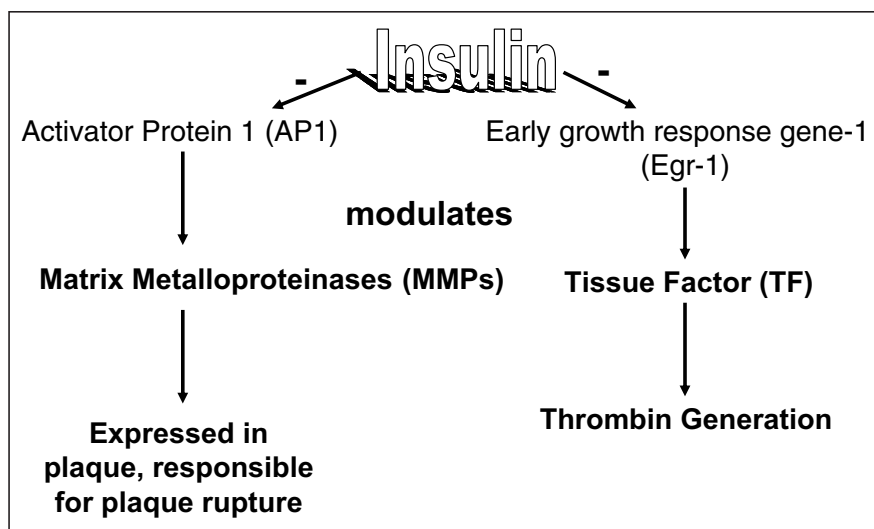 Insulin
-
-
Activator Protein 1 (AP1)
Early growth response gene-1
(Egr-1)
modulates
Matrix Metalloproteinases (MMPs)
Tissue Factor (TF)
Expressed in
plaque, responsible
for plaque rupture
Thrombin Generation